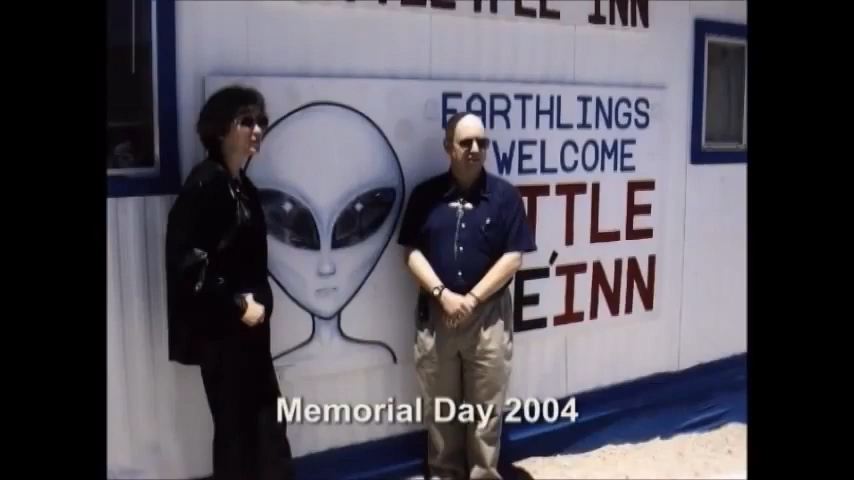 INN
EARTHLINGS
WELCOME
TTLE
E'INN
Memorial Day 2004